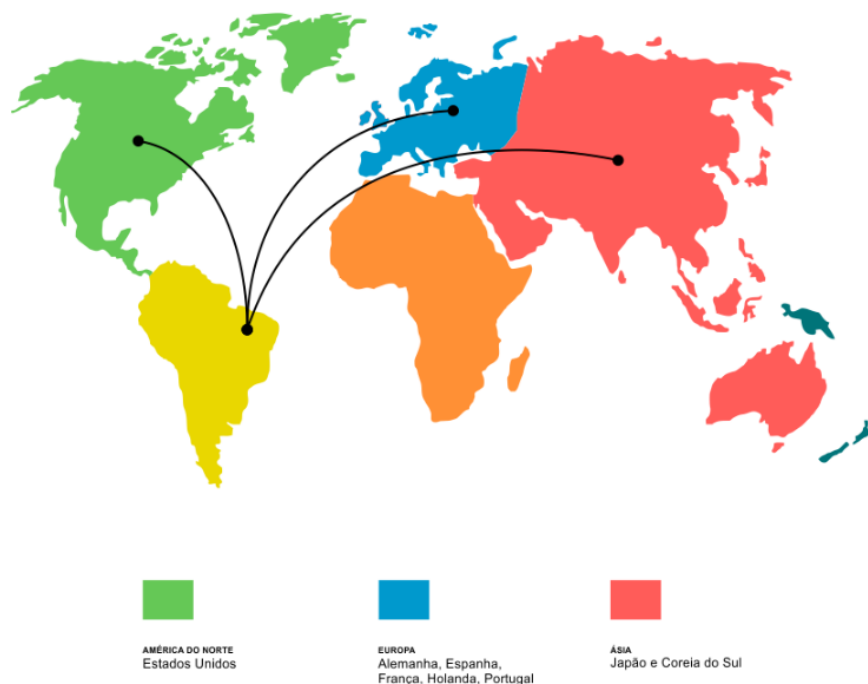 AMÉRICA DO NORTE
Estados Unidos
EUROPA
Alemanha, Espanha,
França, Holanda, Portugal
ÁSIA
Japão e Coreia do Sul